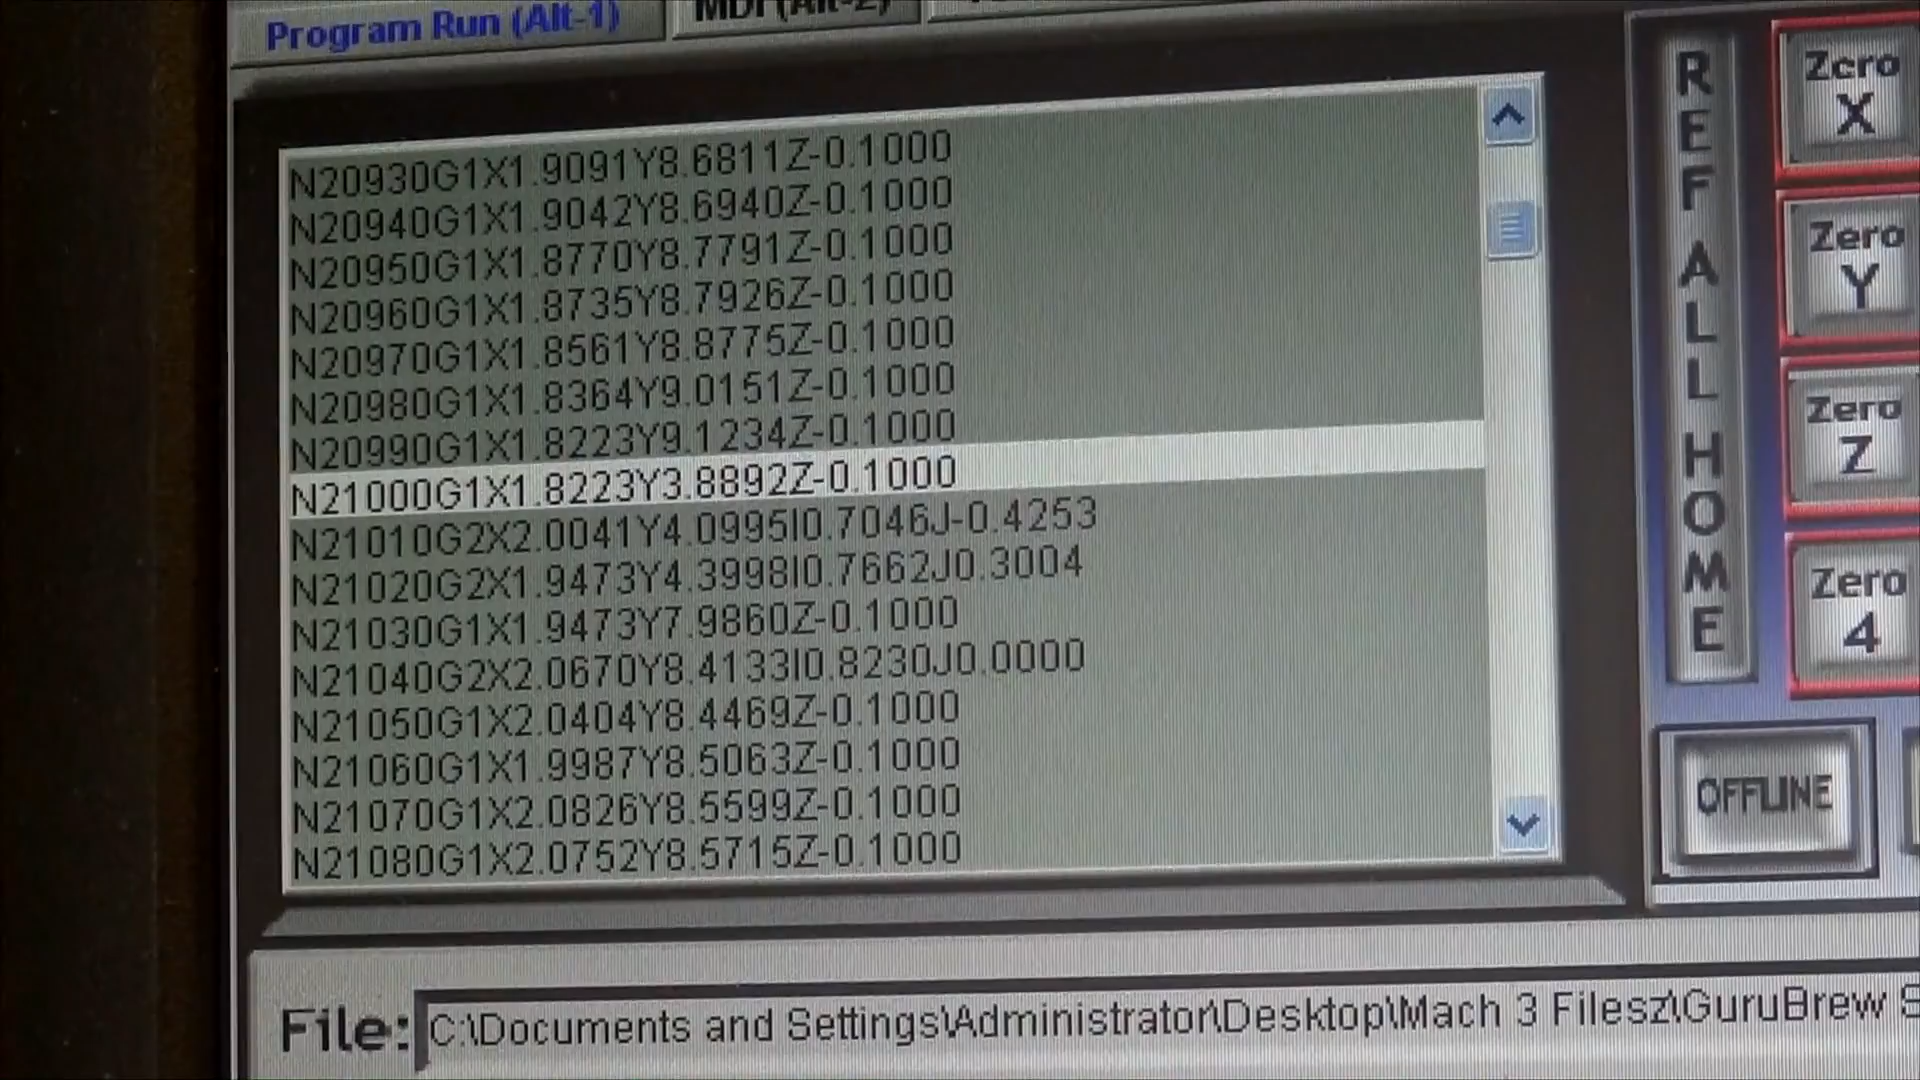 Program Run (Alt-1)
MDI (Alt-2)
N20930G1X1.9091Y8.6811Z-0.1000
N20940G1X1.9042Y8.6940Z-0.1000
N20950G1X1.8770Y8.7791Z-0.1000
N20960G1X1.8735Y8.7926Z-0.1000
N20970G1X1.8561Y8.8775Z-0.1000
N20980G1X1.8364Y9.0151Z-0.1000
N20990G1X1.8223Y9.1234Z-0.1000
N21000G1X1.8223Y3.8892Z-0.1000
N21010G2X2.0041Y4.0995I0.7046J-0.4253
N21020G2X1.9473Y4.3998I0.7662J0.3004
N21030G1X1.9473Y7.9860Z-0.1000
N21040G2X2.0670Y8.4133I0.8230J0.0000
N21050G1X2.0404Y8.4469Z-0.1000
N21060G1X1.9987Y8.5063Z-0.1000
N21070G1X2.0826Y8.5599Z-0.1000
N21080G1X2.0752Y8.5715Z-0.1000
REF ALL HOME
Zero
X
Zero
Y
Zero
Z
Zero
4
OFFLINE
File: C:\Documents and Settings\Administrator\Desktop\Mach 3 Filesz\GuruBrew S